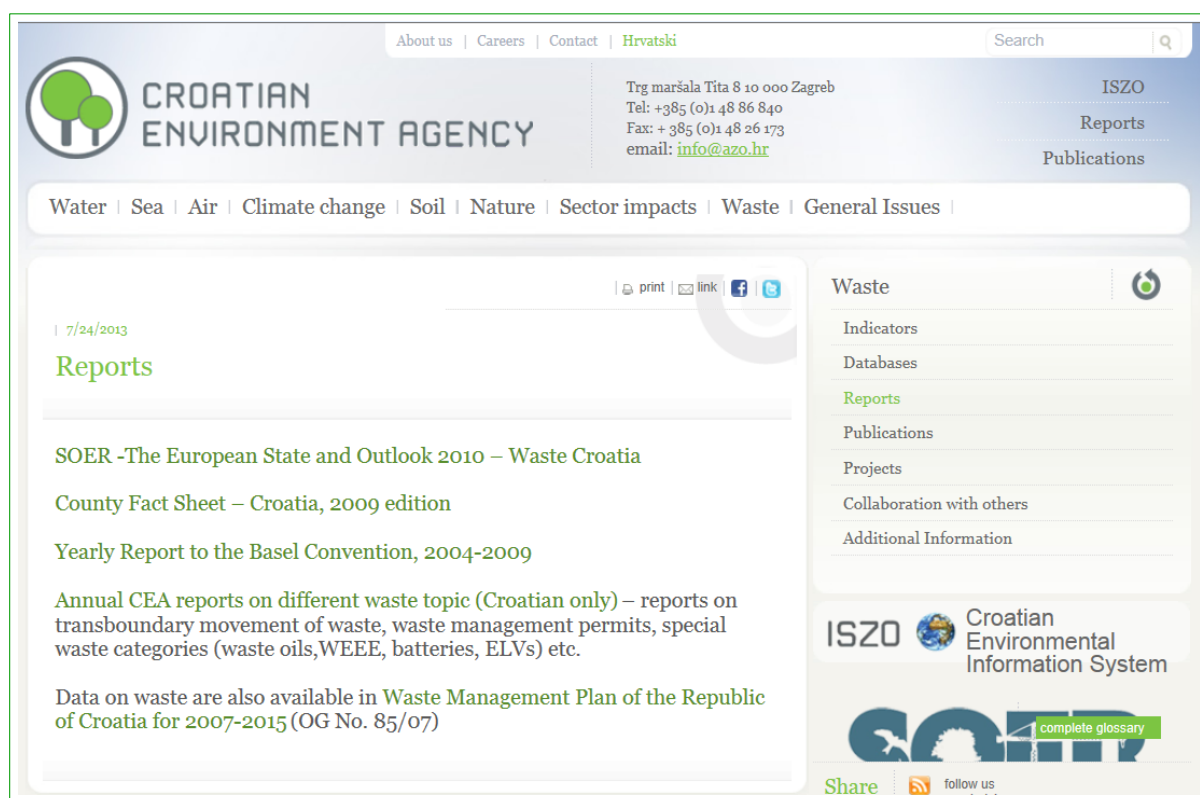 About us | Careers | Contact | Hrvatski
Search
CROATIAN
ENVIRONMENT AGENCY
Trg maršala Tita 8 10 000 Zagreb
Tel: +385 (0)1 48 86 840
Fax: + 385 (0)1 48 26 173
email: info@azo.hr
ISZO
Reports
Publications
Water | Sea | Air | Climate change | Soil | Nature | Sector impacts | Waste | General Issues |
| print | link | |
| 7/24/2013
Reports
SOER -The European State and Outlook 2010 – Waste Croatia
County Fact Sheet – Croatia, 2009 edition
Yearly Report to the Basel Convention, 2004-2009
Annual CEA reports on different waste topic (Croatian only) – reports on
transboundary movement of waste, waste management permits, special
waste categories (waste oils,WEEE, batteries, ELVs) etc.
Data on waste are also available in Waste Management Plan of the Republic
of Croatia for 2007-2015 (OG No. 85/07)
Waste
Indicators
Databases
Reports
Publications
Projects
Collaboration with others
Additional Information
ISZO
Croatian
Environmental
Information System
complete glossary
Share
follow us